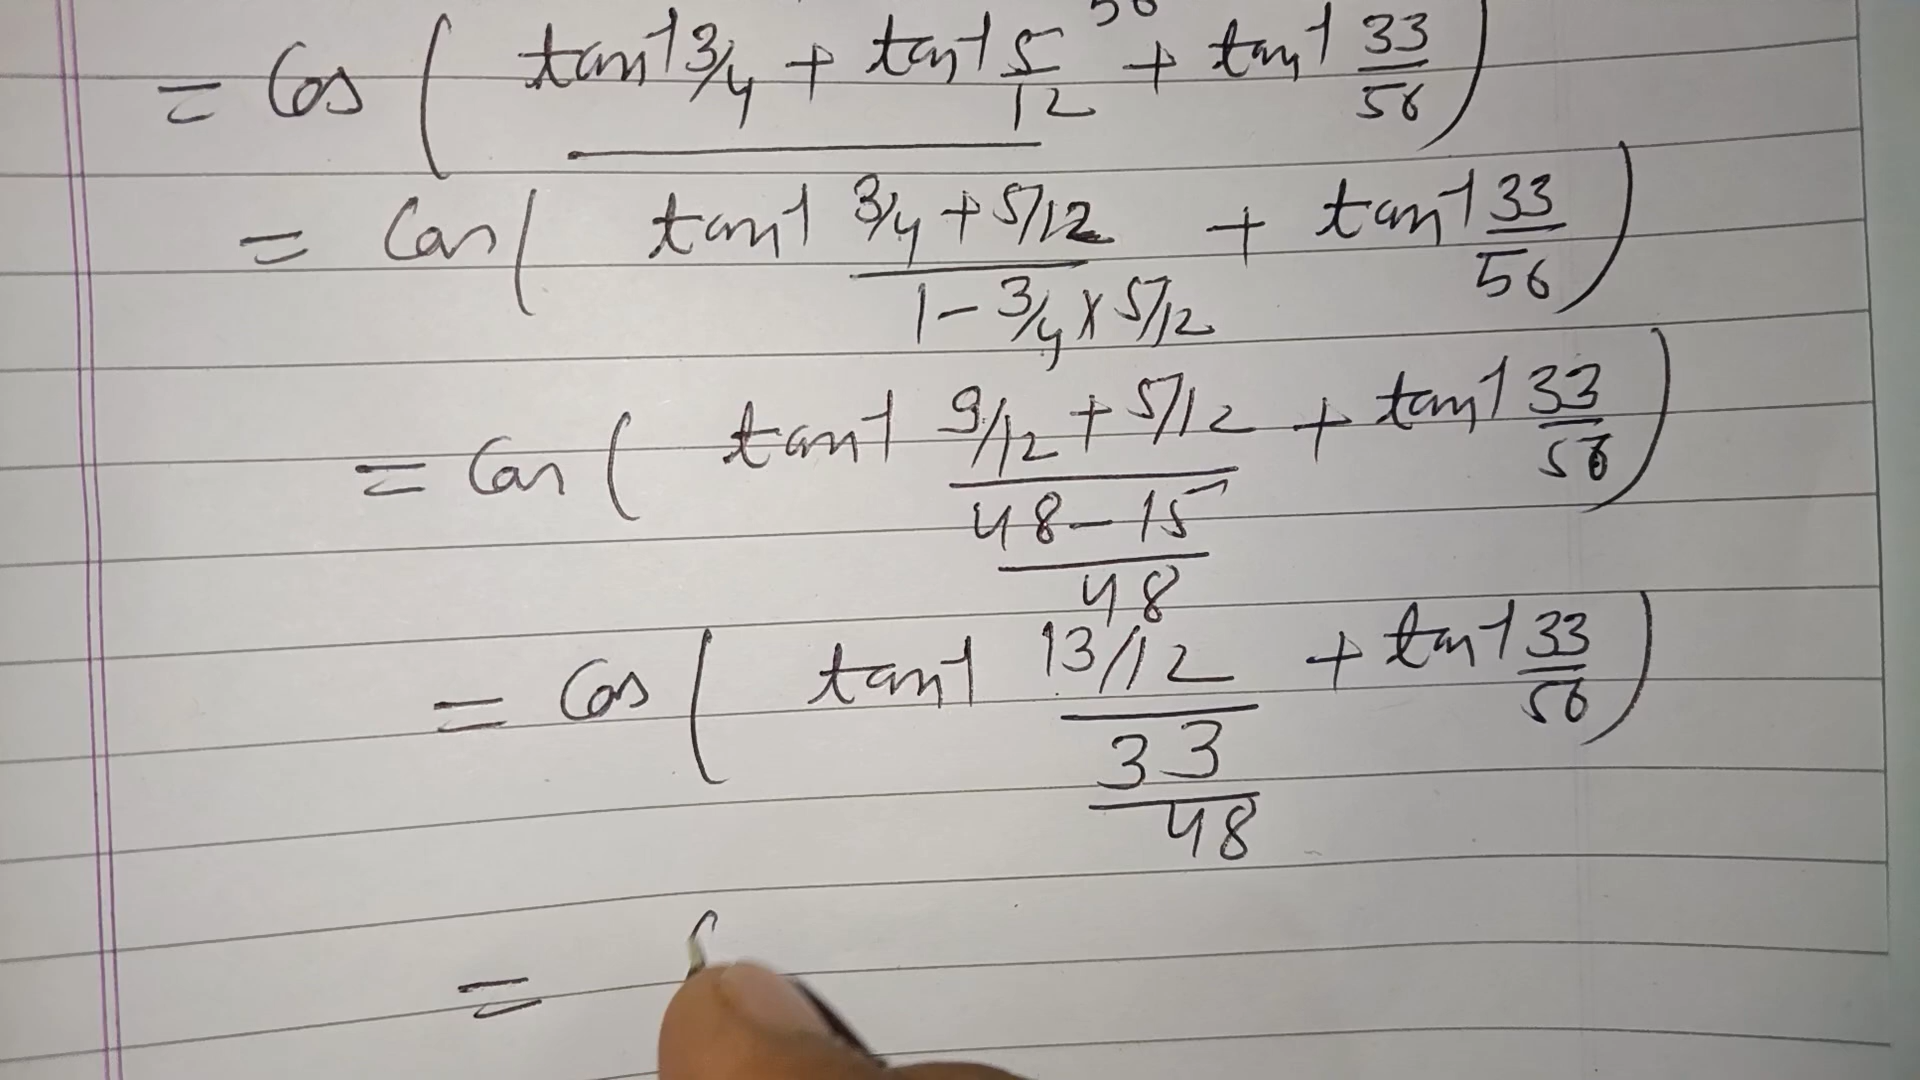 = Cos ( tan⁻¹ 3/4 + tan⁻¹ 5/12 + tan⁻¹ 33/56 )
= Cos ( tan⁻¹ (3/4 + 5/12)/(1 - 3/4 x 5/12) + tan⁻¹ 33/56 )
= Cos ( tan⁻¹ (9/12 + 5/12)/((48 - 15)/48) + tan⁻¹ 33/56 )
= Cos ( tan⁻¹ (13/12)/(33/48) + tan⁻¹ 33/56 )
=